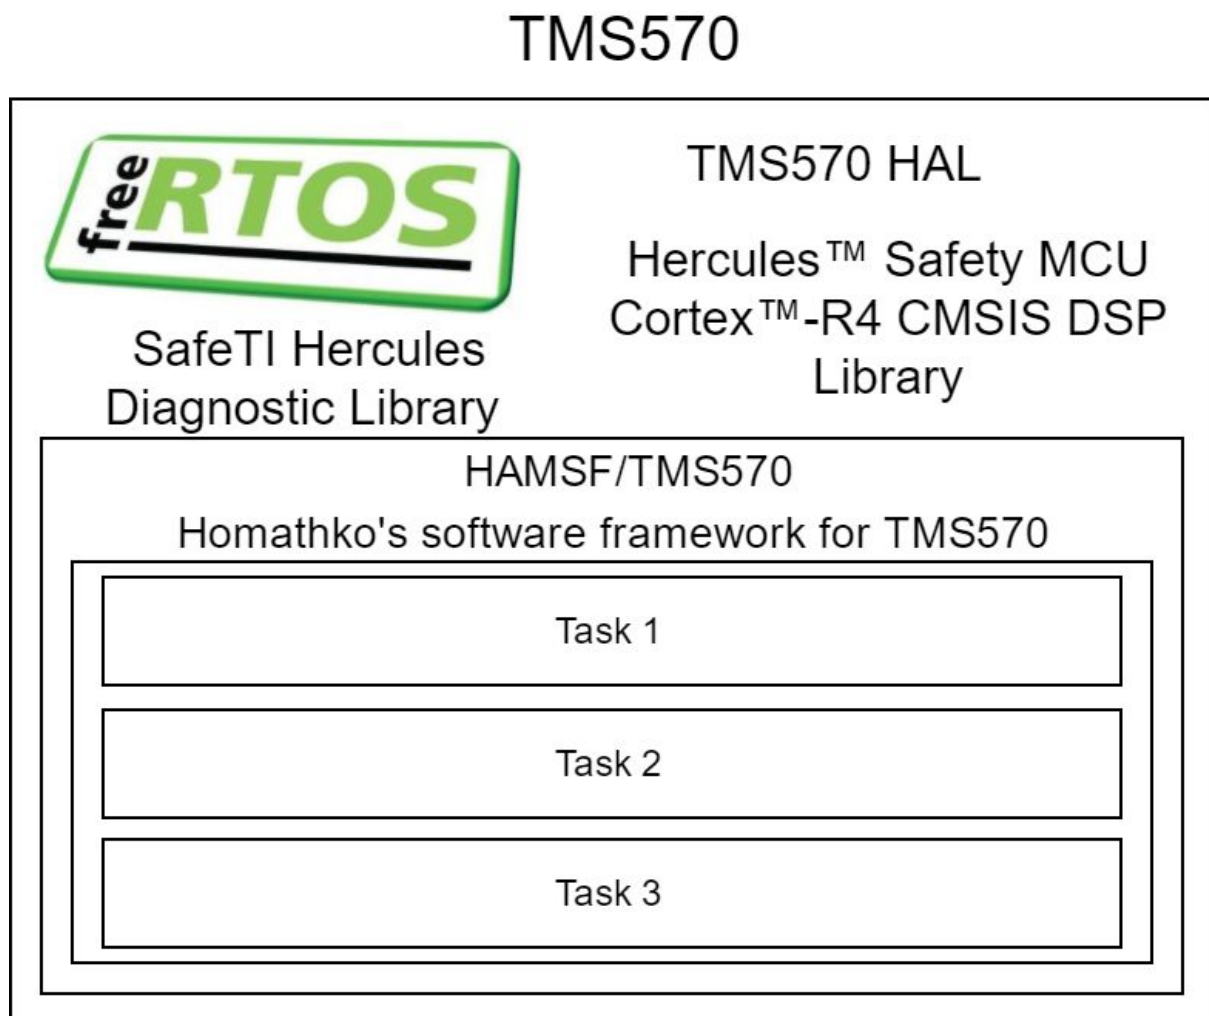 TMS570
free RTOS
SafeTI Hercules
Diagnostic Library
TMS570 HAL
Hercules™ Safety MCU
Cortex™-R4 CMSIS DSP
Library
HAMSF/TMS570
Homathko's software framework for TMS570
Task 1
Task 2
Task 3